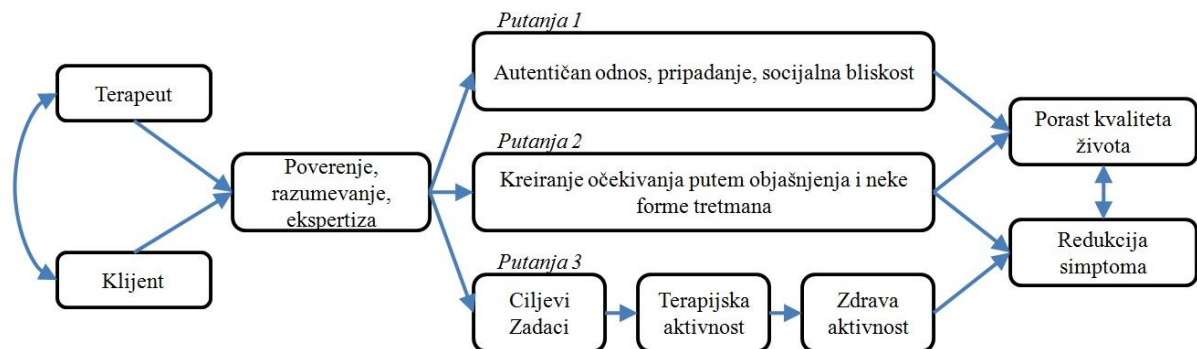 Putanja 1
Autentičan odnos, pripadanje, socijalna bliskost
Terapeut
Klijent
Poverenje,
razumevanje,
ekspertiza
Putanja 2
Kreiranje očekivanja putem objašnjenja i neke
forme tretmana
Putanja 3
Ciljevi
Zadaci
Terapijska
aktivnost
Zdrava
aktivnost
Porast kvaliteta
života
Redukcija
simptoma